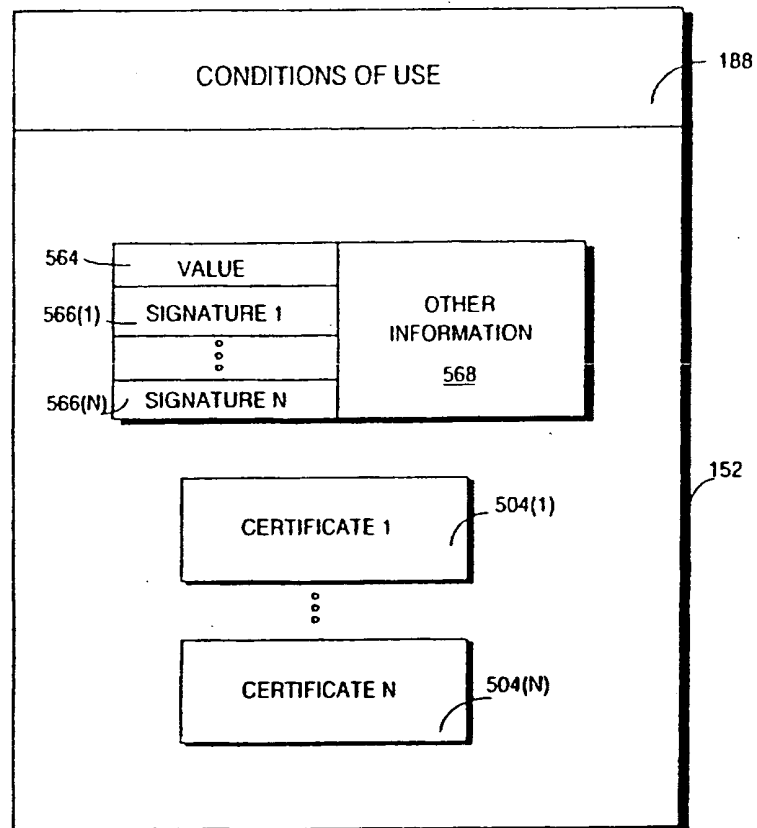 CONDITIONS OF USE
188
564
VALUE
566(1)
SIGNATURE 1
566(N)
SIGNATURE N
OTHER
INFORMATION
568
152
CERTIFICATE 1
504(1)
CERTIFICATE N
504(N)